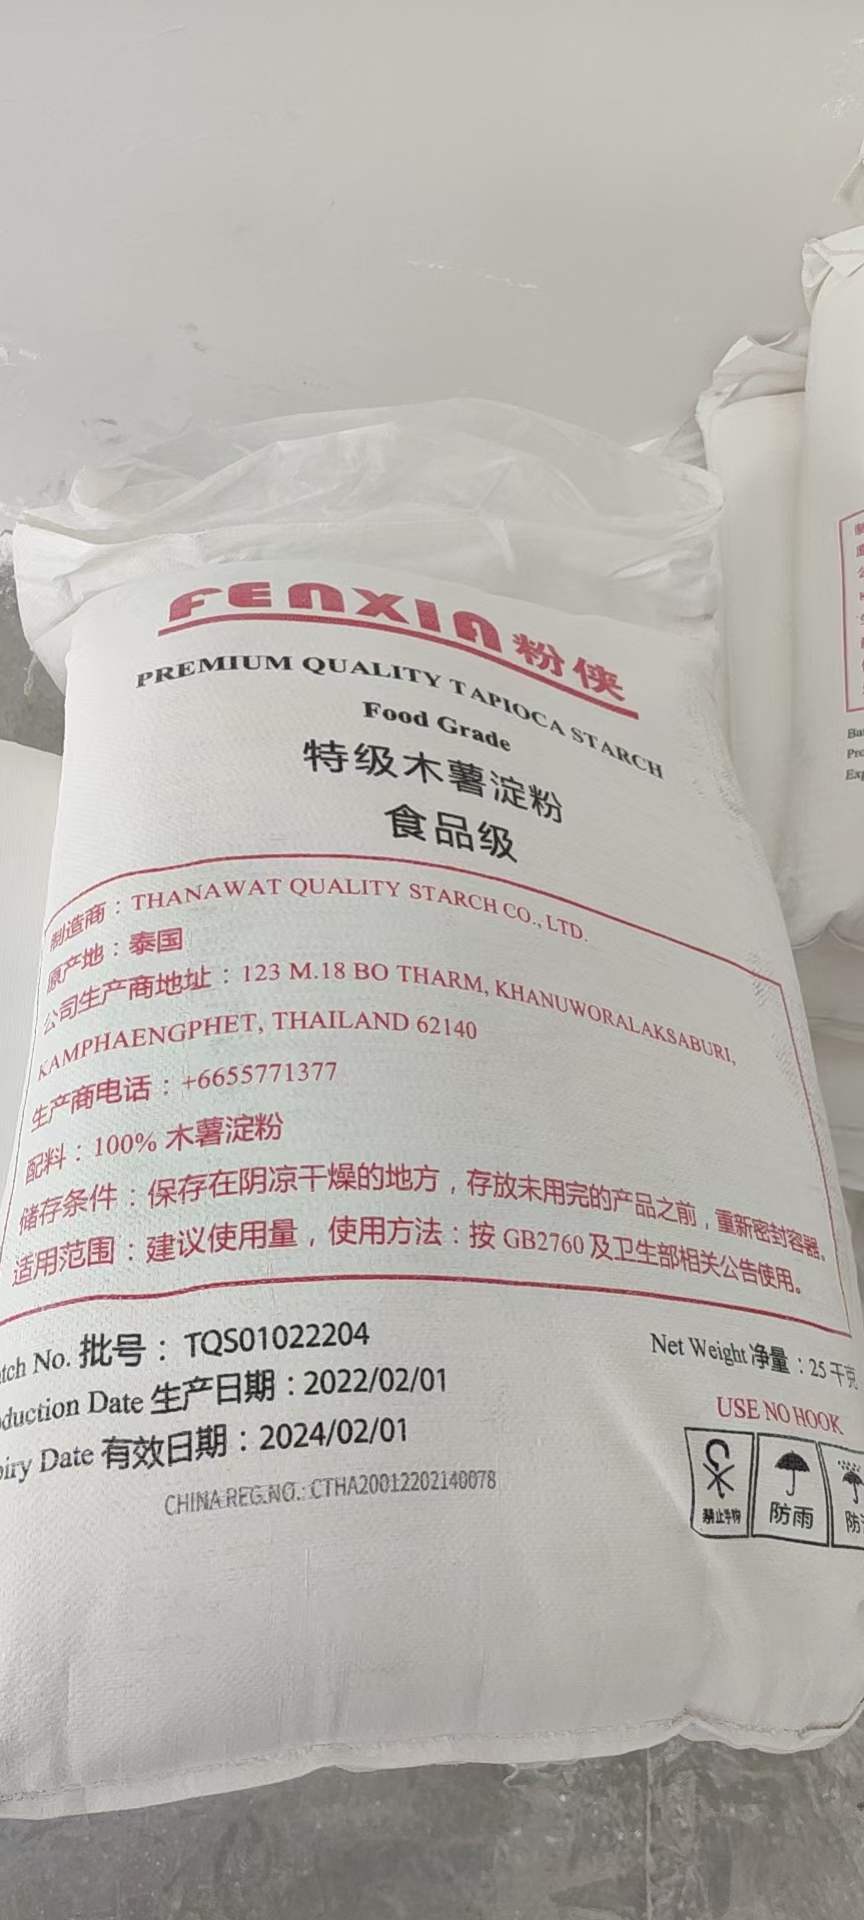 FENXIA 粉侠
PREMIUM QUALITY TAPIOCA STARCH
Food Grade
特级木薯淀粉
食品级
制造商：THANAWAT QUALITY STARCH CO., LTD.
原产地：泰国
公司生产商地址：123 M.18 BO THARM, KHANUWORALAKSABURI,
KAMPHAENGPHET, THAILAND 62140
生产商电话：+6655771377
配料：100% 木薯淀粉
储存条件：保存在阴凉干燥的地方，存放未用完的产品之前，重新密封容器。
适用范围：建议使用量，使用方法：按 GB2760 及卫生部相关公告使用。
No. 批号：TQS01022204
Date 生产日期：2022/02/01
Date 有效日期：2024/02/01
CHINA REG.NO.: CTHA20012202140078
Net Weight 净量：25 千克
USE NO HOOK
防雨